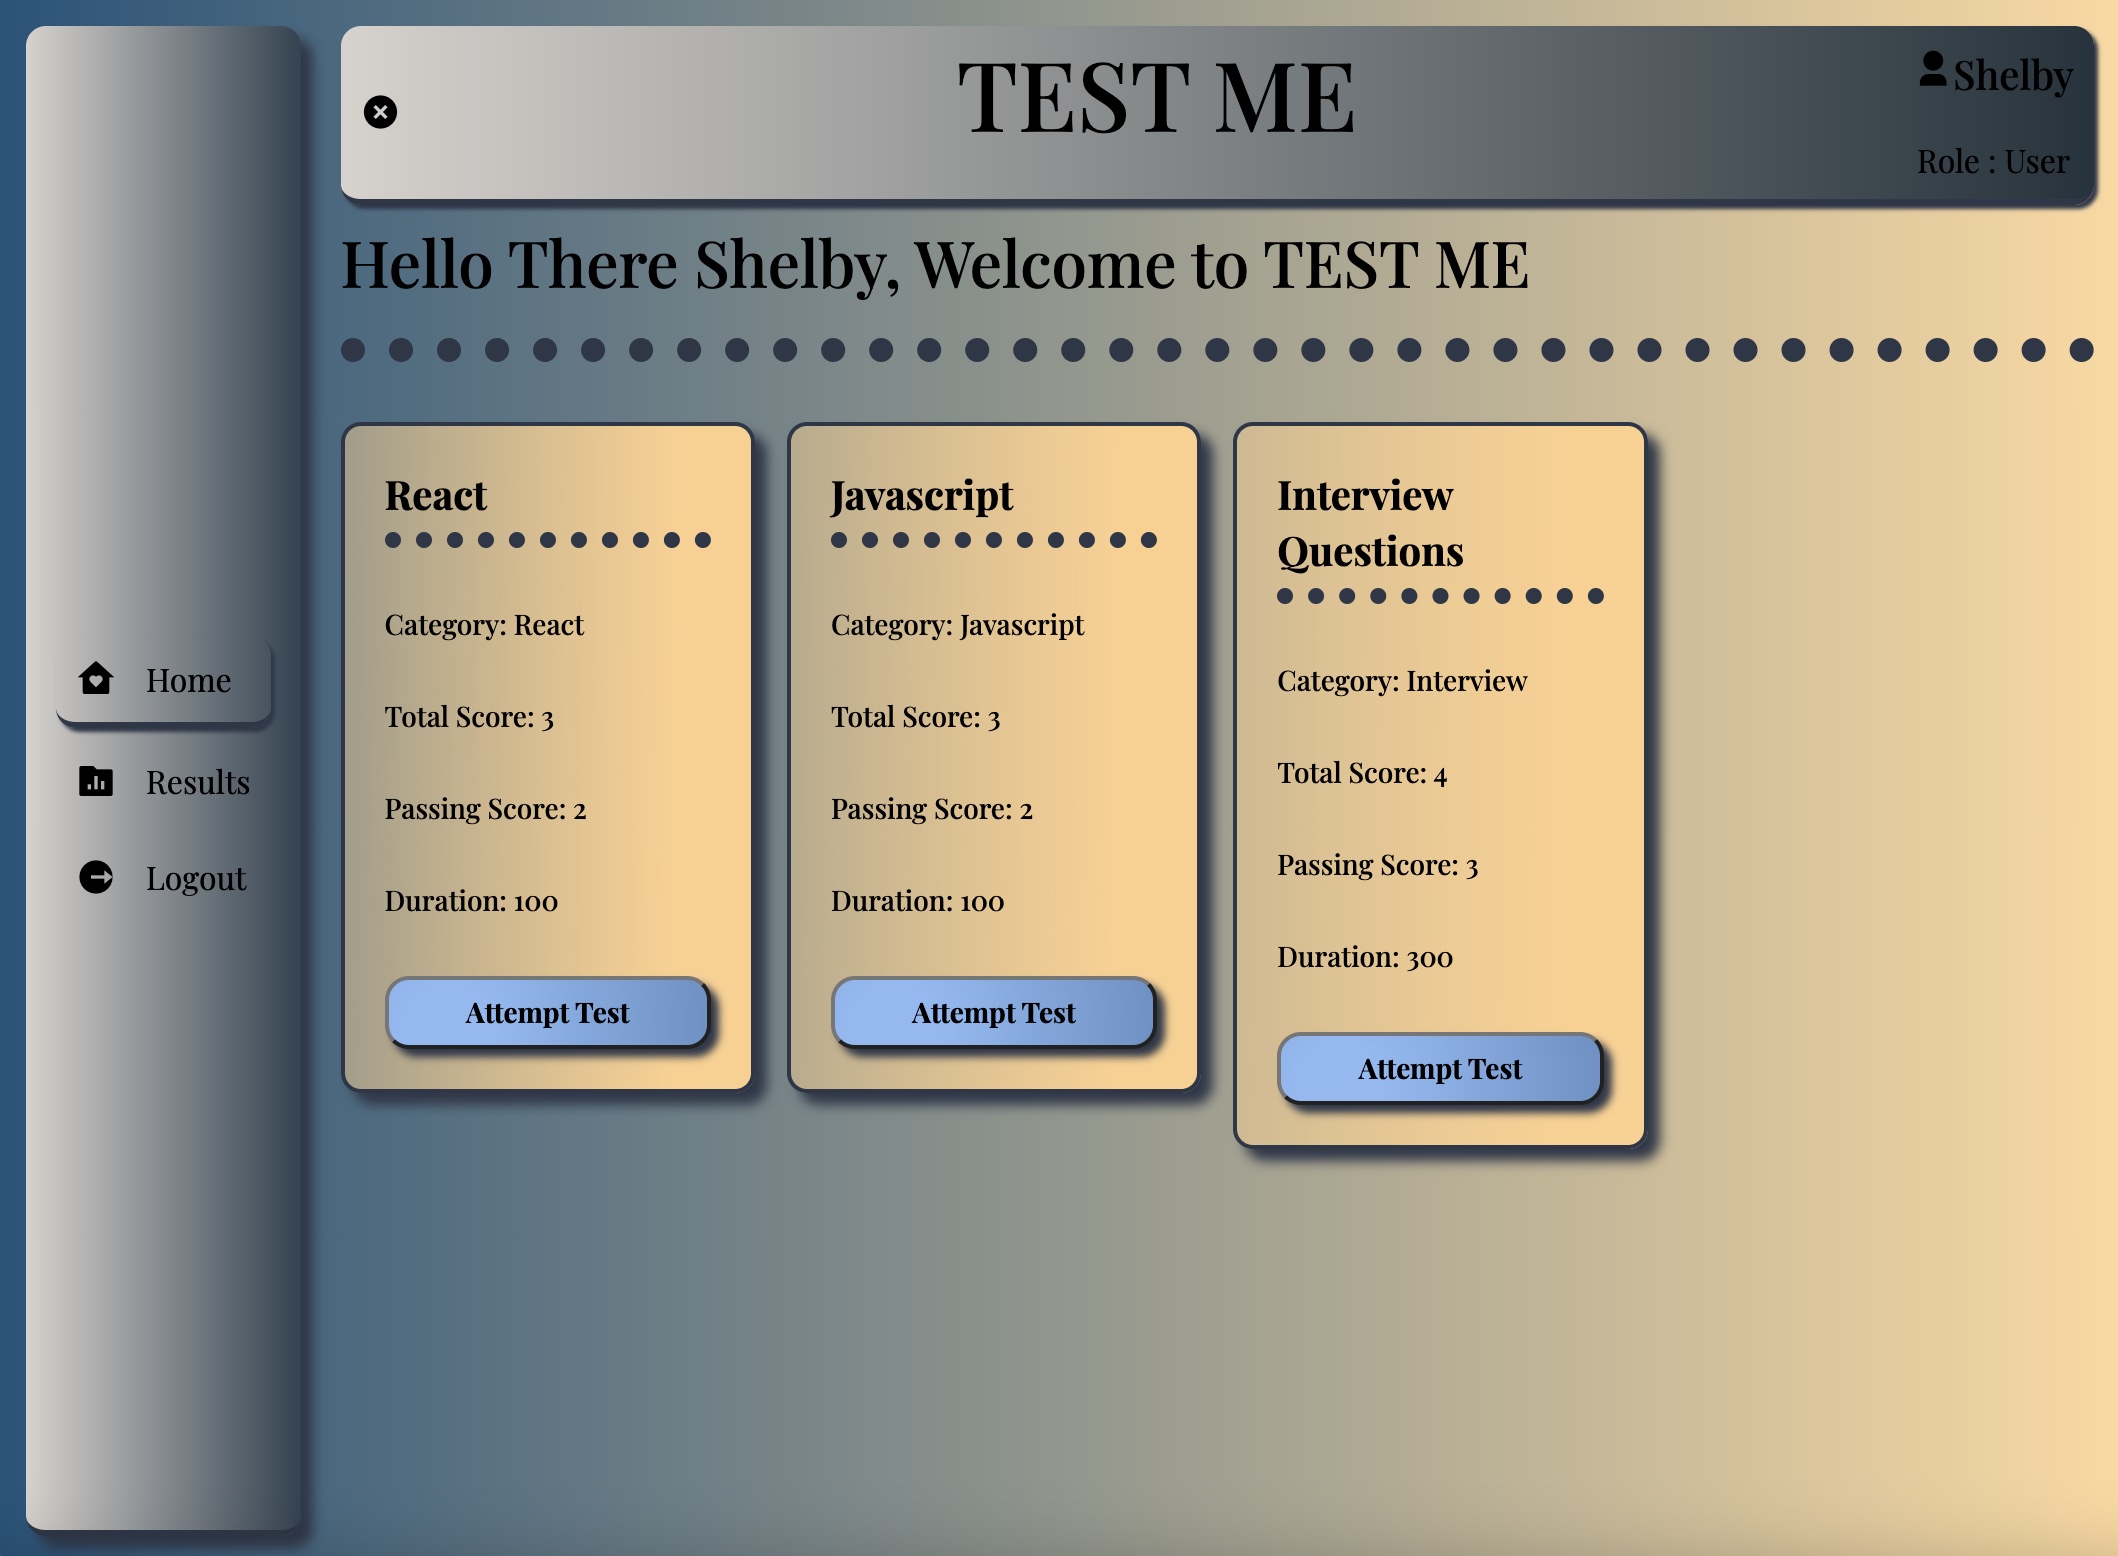 TEST ME
Shelby
Role : User
Hello There Shelby, Welcome to TEST ME
Home
Results
Logout
React
Category: React
Total Score: 3
Passing Score: 2
Duration: 100
Attempt Test
Javascript
Category: Javascript
Total Score: 3
Passing Score: 2
Duration: 100
Attempt Test
Interview
Questions
Category: Interview
Total Score: 4
Passing Score: 3
Duration: 300
Attempt Test